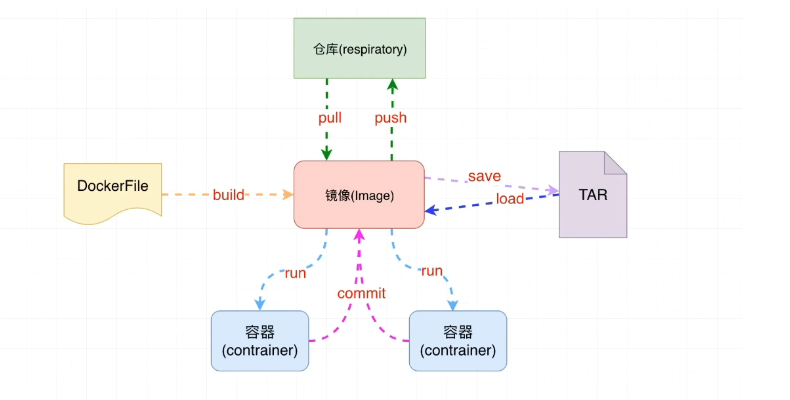 仓库(respiratory)
pull
push
DockerFile
build
镜像(Image)
save
load
TAR
run
run
commit
容器
(contrainer)
容器
(contrainer)